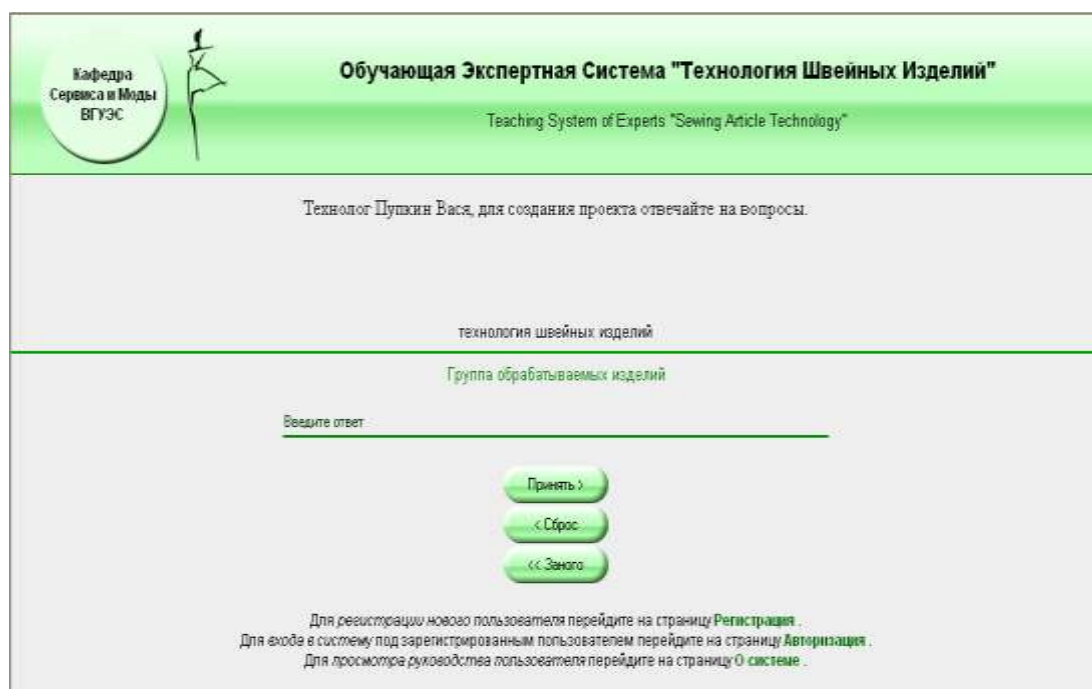 Кафедра
Сервиса и Моды
ВГУЭС
Обучающая Экспертная Система "Технология Швейных Изделий"
Teaching System of Experts "Sewing Article Technology"
Технолог Пупкин Вася, для создания проекта отвечайте на вопросы.
технология швейных изделий
Группа обрабатываемых изделий
Введите ответ
Принять >
< Сброс
<< Заного
Для регистрации нового пользователя перейдите на страницу Регистрация .
Для входа в систему под зарегистрированным пользователем перейдите на страницу Авторизация .
Для просмотра руководства пользователя перейдите на страницу О системе .